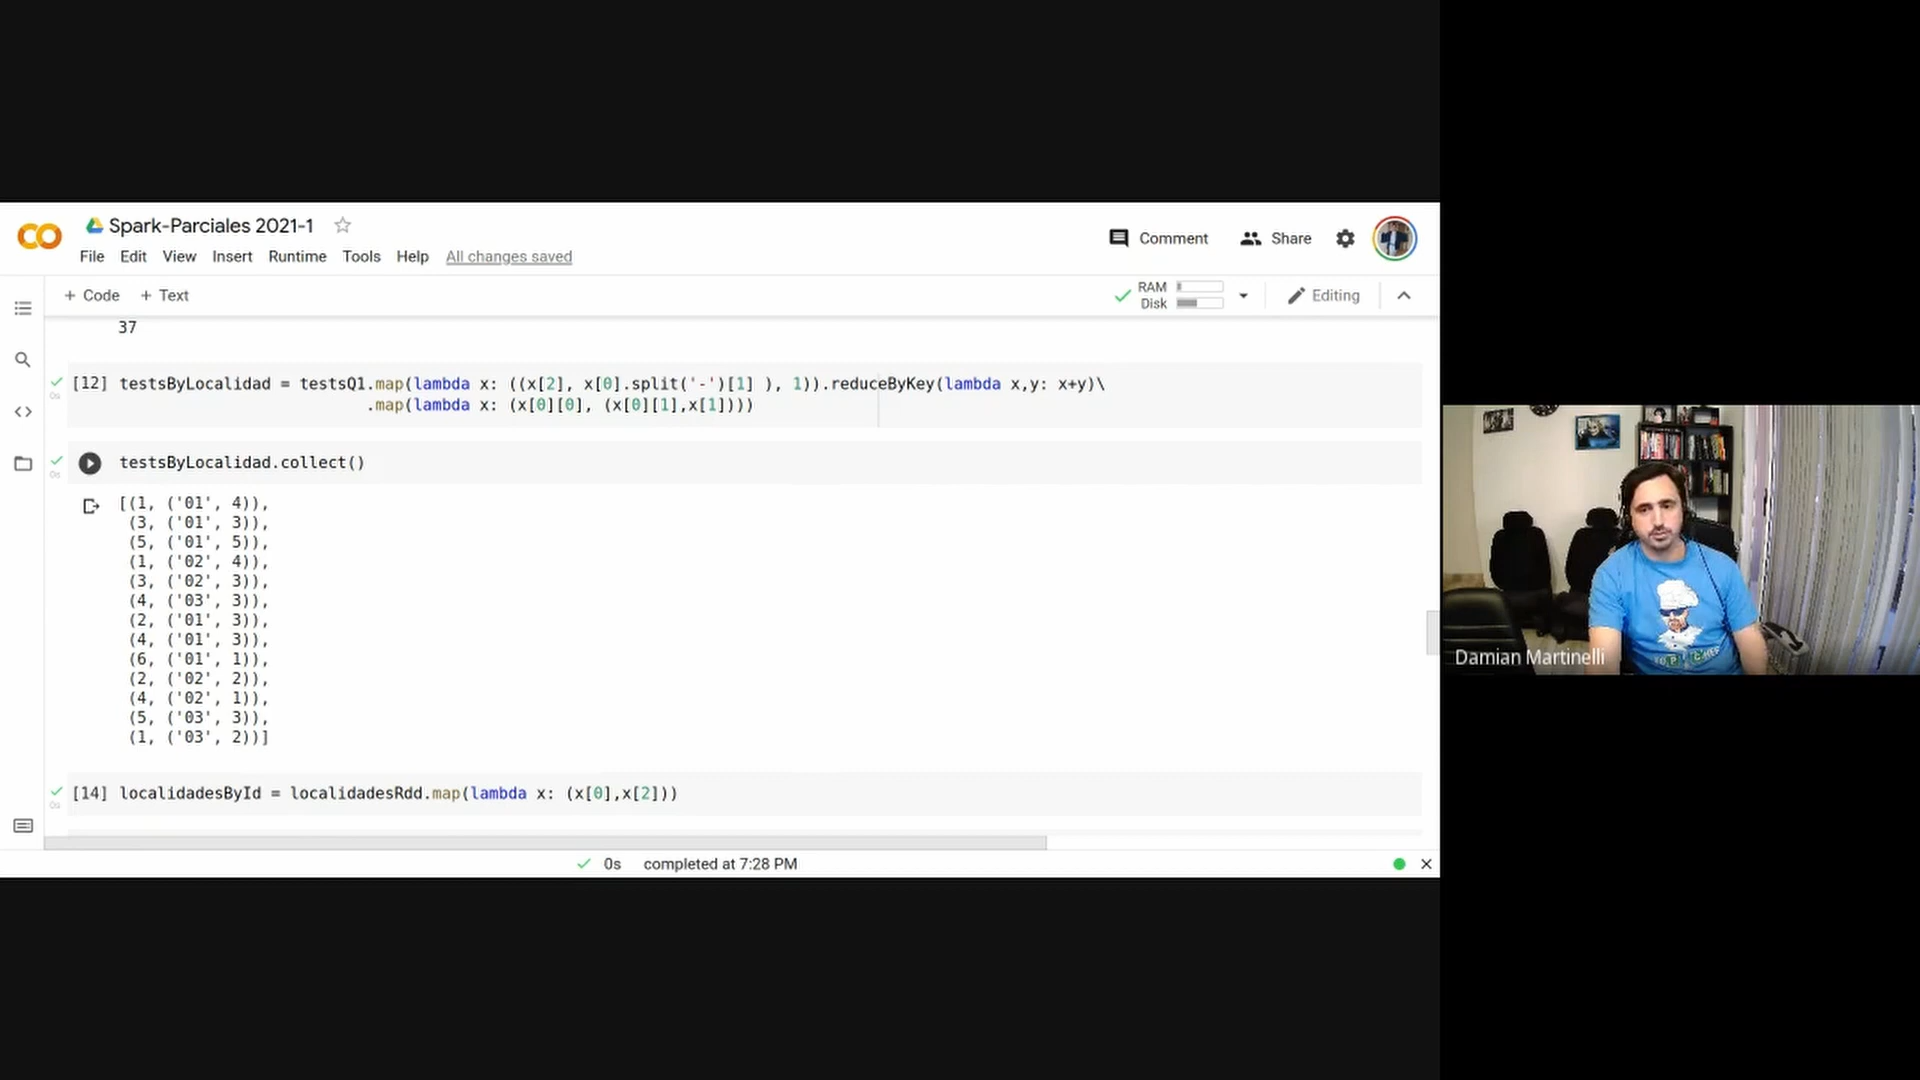 Spark-Parciales 2021-1
File Edit View Insert Runtime Tools Help All changes saved
Comment Share
+ Code + Text
RAM
Disk
Editing
37
[12] testsByLocalidad = testsQ1.map(lambda x: ((x[2], x[0].split('-')[1] ), 1)).reduceByKey(lambda x,y: x+y)\
.map(lambda x: (x[0][0], (x[0][1],x[1])))
0s
testsByLocalidad.collect()
0s
[(1, ('01', 4)),
(3, ('01', 3)),
(5, ('01', 5)),
(1, ('02', 4)),
(3, ('02', 3)),
(4, ('03', 3)),
(2, ('01', 3)),
(4, ('01', 3)),
(6, ('01', 1)),
(2, ('02', 2)),
(4, ('02', 1)),
(5, ('03', 3)),
(1, ('03', 2))]
[14] localidadesById = localidadesRdd.map(lambda x: (x[0],x[2]))
0s
0s completed at 7:28 PM
Damian Martinelli